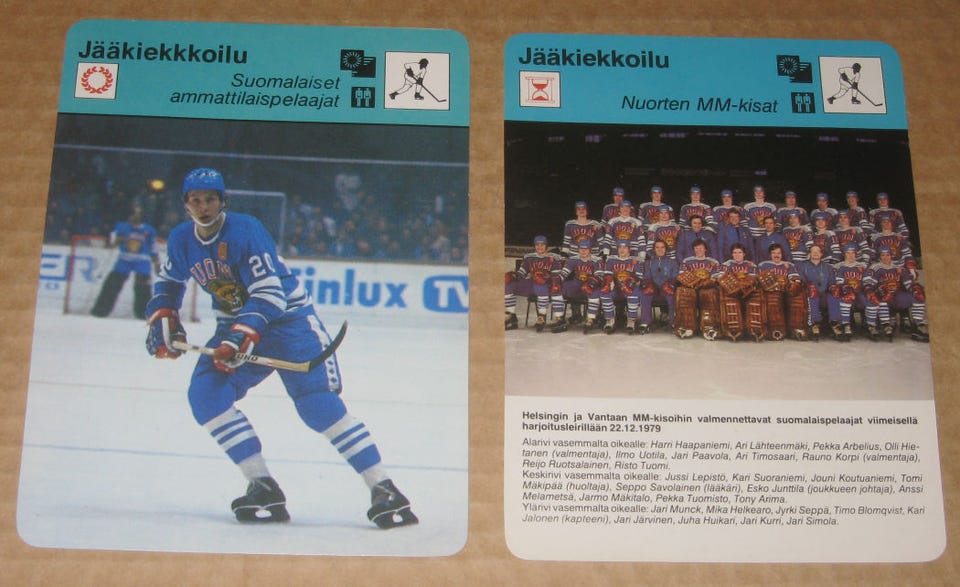 Jääkiekkkoilu
Suomalaiset
ammattilaispelaajat
20
inlux TV
Jääkiekkoilu
Nuorten MM-kisat
Helsingin ja Vantaan MM-kisoihin valmennettavat suomalaispelaajat viimeisellä
harjoitusleirillään 22.12.1979
Alarivi vasemmalta oikealle: Harri Haapaniemi, Ari Lähteenmäki, Pekka Arbelius, Olli Hie-
tanen (valmentaja), Ilmo Uotila, Jari Paavola, Ari Timosaari, Rauno Korpi (valmentaja),
Reijo Ruotsalainen, Risto Tuomi.
Keskirivi vasemmalta oikealle: Jussi Lepistö, Kari Suoraniemi, Jouni Koutuaniemi, Tomi
Mäkipää (huoltaja), Seppo Savolainen (lääkäri), Esko Junttila (joukkueen johtaja), Anssi
Melametsä, Jarmo Mäkitalo, Pekka Tuomisto, Tony Arima.
Ylärivi vasemmalta oikealle: Jari Munck, Mika Helkearo, Jyrki Seppä, Timo Blomqvist, Kari
Jalonen (kapteeni), Jari Järvinen, Juha Huikari, Jari Kurri, Jari Simola.